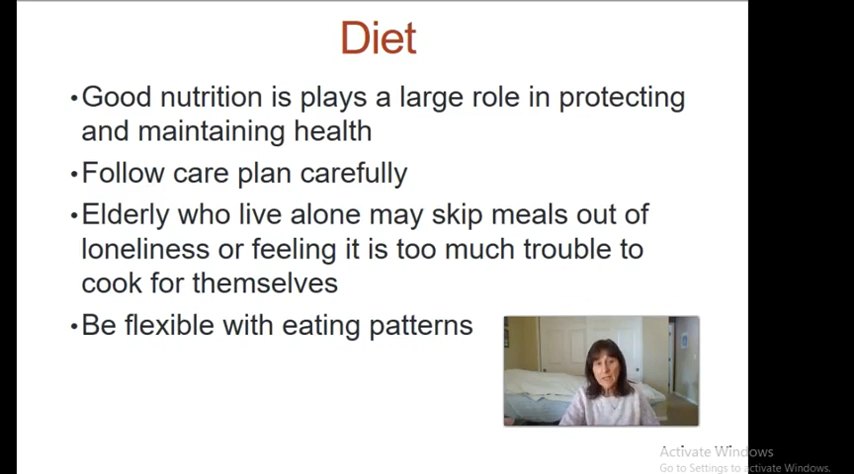 Diet
•Good nutrition is plays a large role in protecting
and maintaining health
•Follow care plan carefully
•Elderly who live alone may skip meals out of
loneliness or feeling it is too much trouble to
cook for themselves
•Be flexible with eating patterns
Activate Windows
Go to Settings to activate Windows.